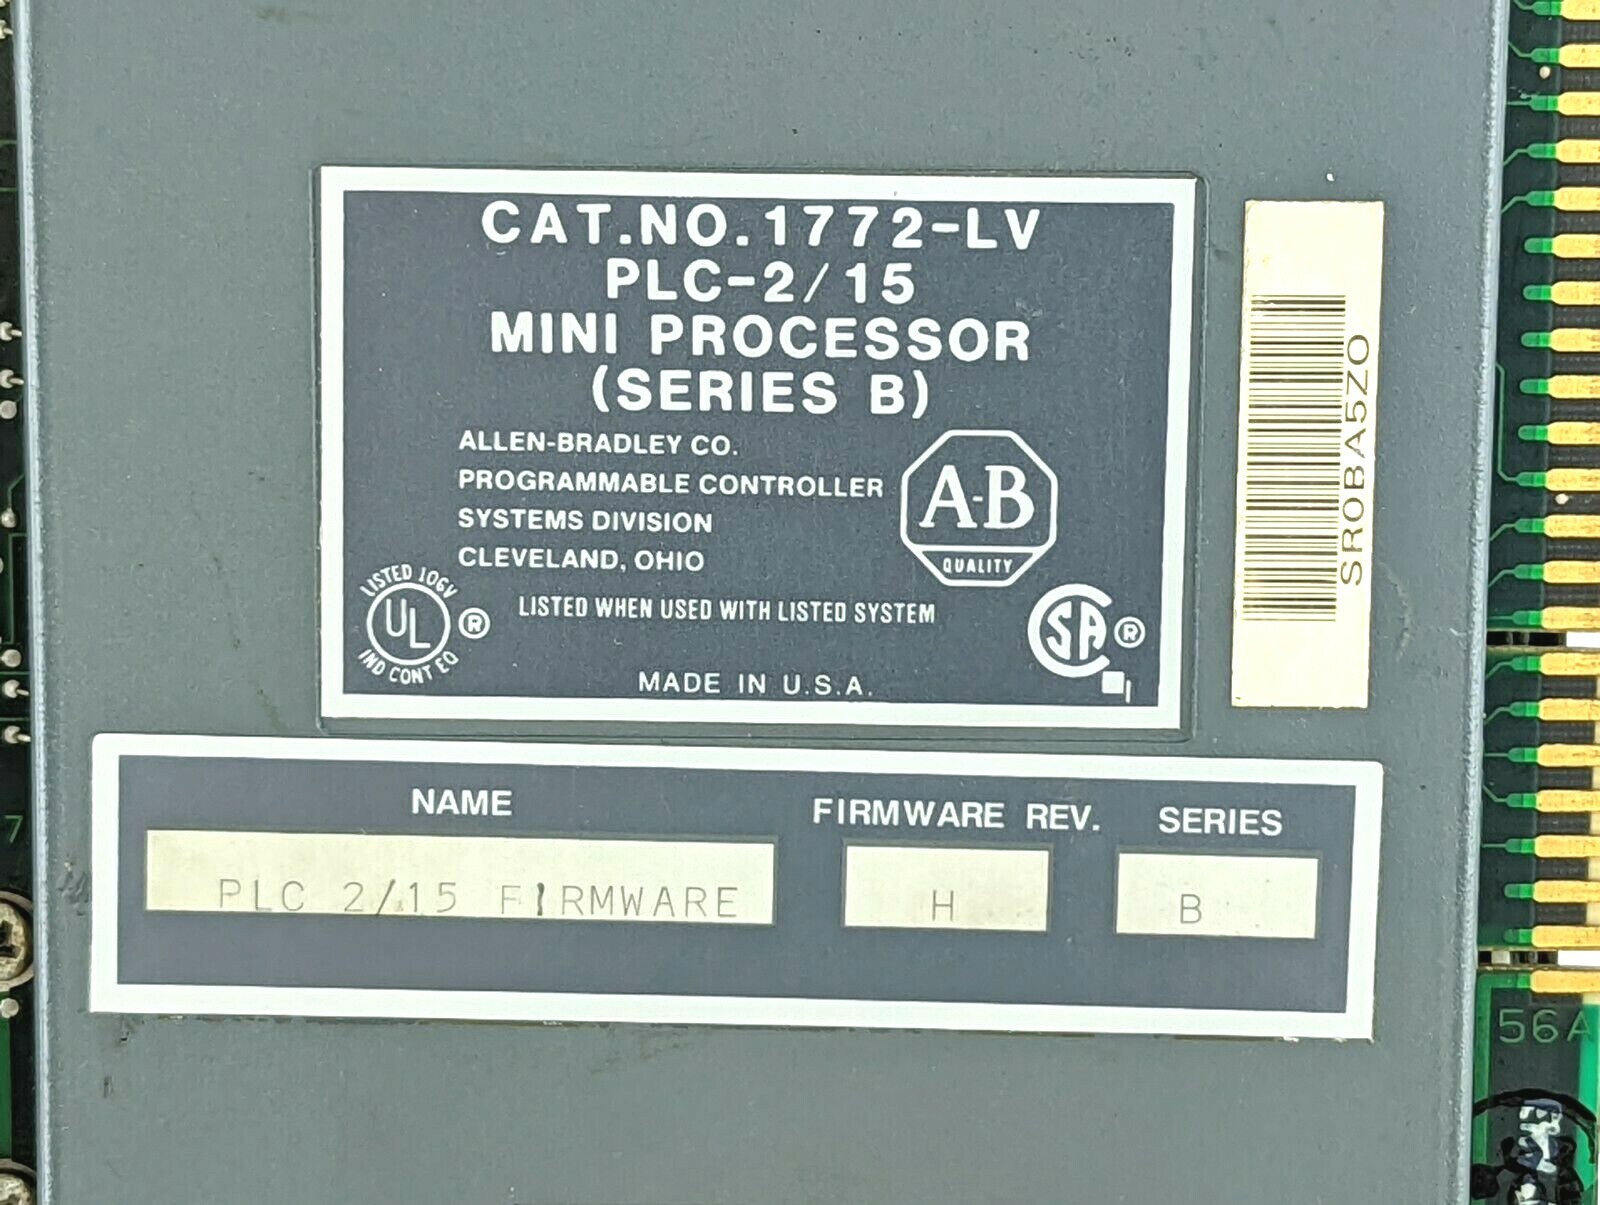 CAT.NO.1772-LV
PLC-2/15
MINI PROCESSOR
(SERIES B)
ALLEN-BRADLEY CO.
PROGRAMMABLE CONTROLLER
SYSTEMS DIVISION
CLEVELAND, OHIO
A-B
QUALITY
LISTED 106V
UL ®
IND CONT EQ
LISTED WHEN USED WITH LISTED SYSTEM
SA ®
MADE IN U.S.A.
SR0BA5Z0
NAME
FIRMWARE REV.
SERIES
PLC 2/15 FIRMWARE
H
B
7
56A